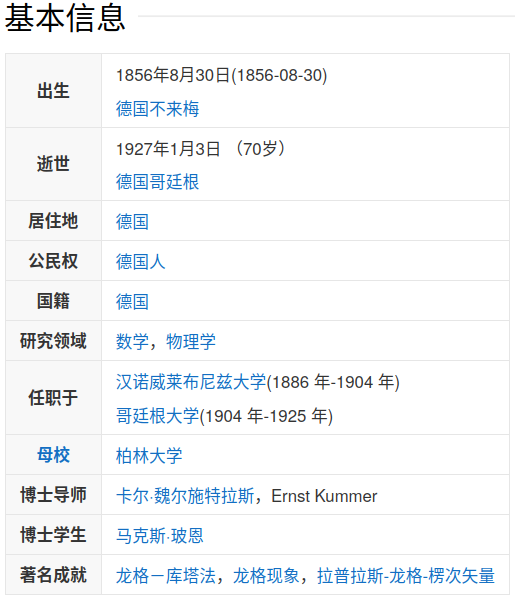 基本信息
出生
1856年8月30日(1856-08-30)
德国不来梅
逝世
1927年1月3日 （70岁）
德国哥廷根
居住地
德国
公民权
德国人
国籍
德国
研究领域
数学，物理学
任职于
汉诺威莱布尼兹大学(1886 年-1904 年)
哥廷根大学(1904 年-1925 年)
母校
柏林大学
博士导师
卡尔·魏尔施特拉斯，Ernst Kummer
博士学生
马克斯·玻恩
著名成就
龙格－库塔法，龙格现象，拉普拉斯-龙格-楞次矢量